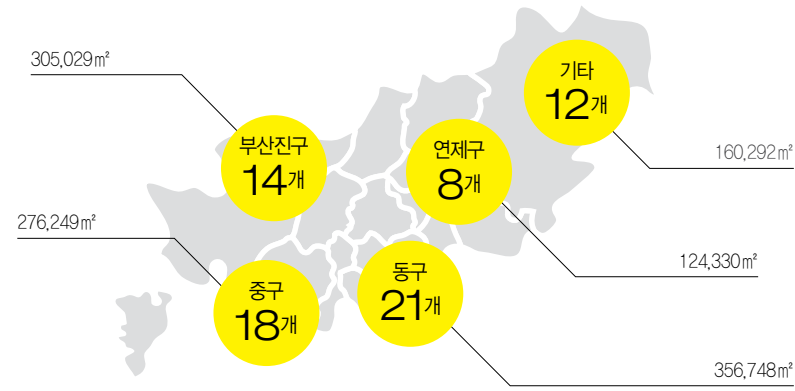 305,029㎡
부산진구
14개
276,249㎡
중구
18개
기타
12개
160,292㎡
연제구
8개
124,330㎡
동구
21개
356,748㎡